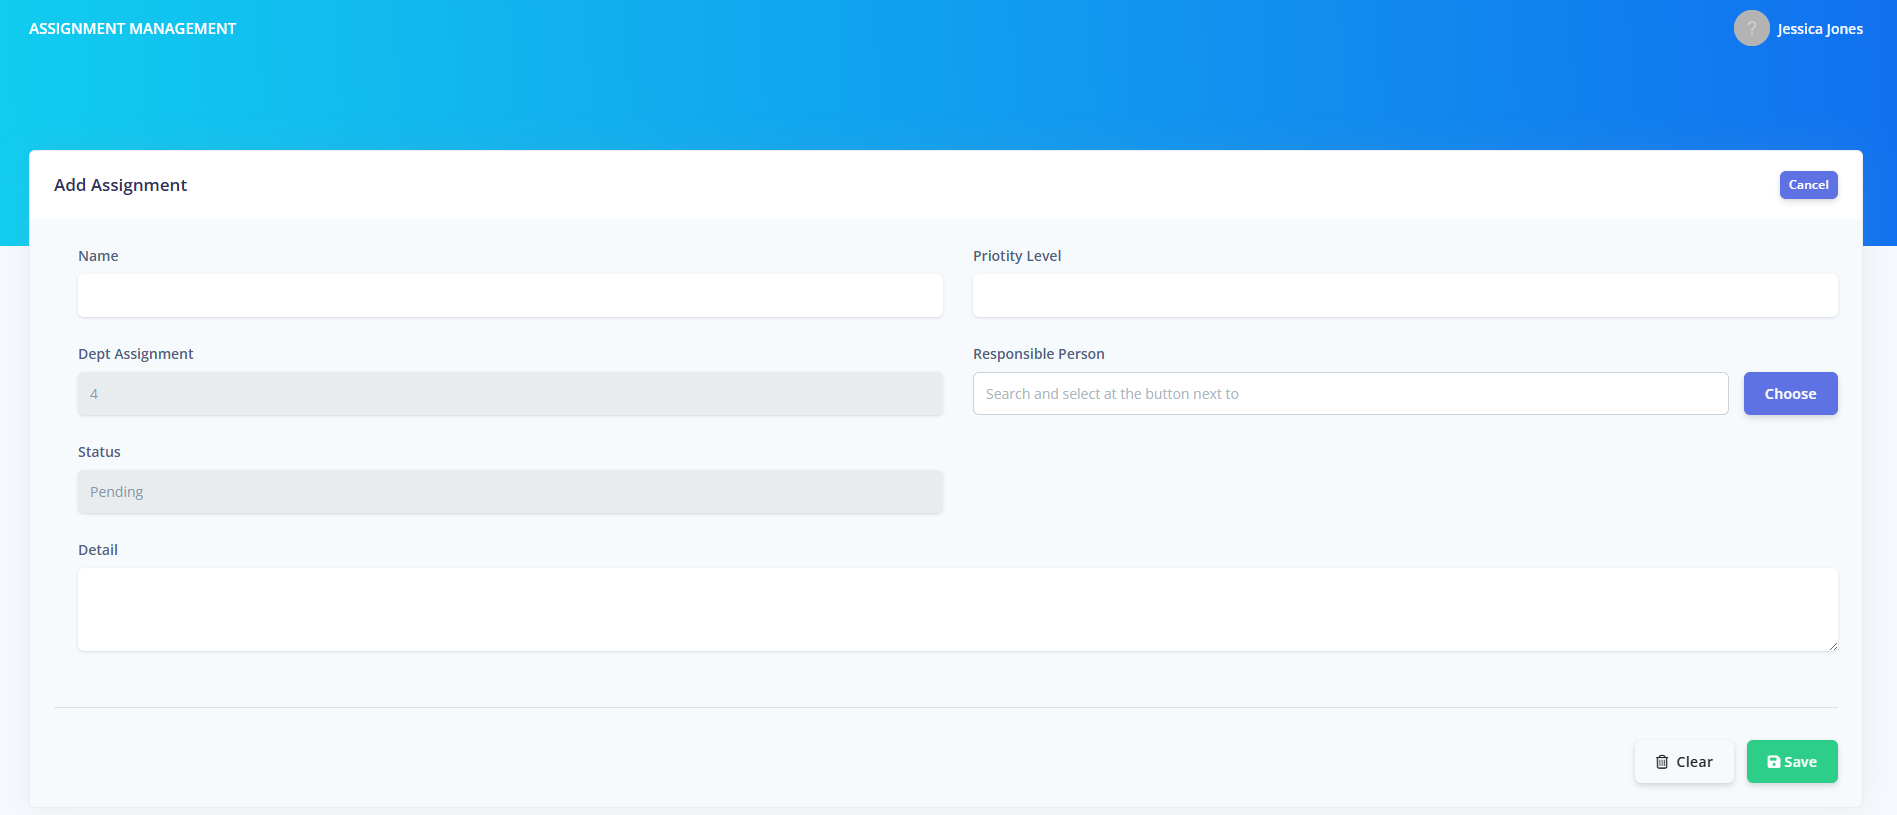 ASSIGNMENT MANAGEMENT
? Jessica Jones
Add Assignment
Cancel
Name
Priotity Level
Dept Assignment
Responsible Person
4
Search and select at the button next to
Choose
Status
Pending
Detail
Clear
Save